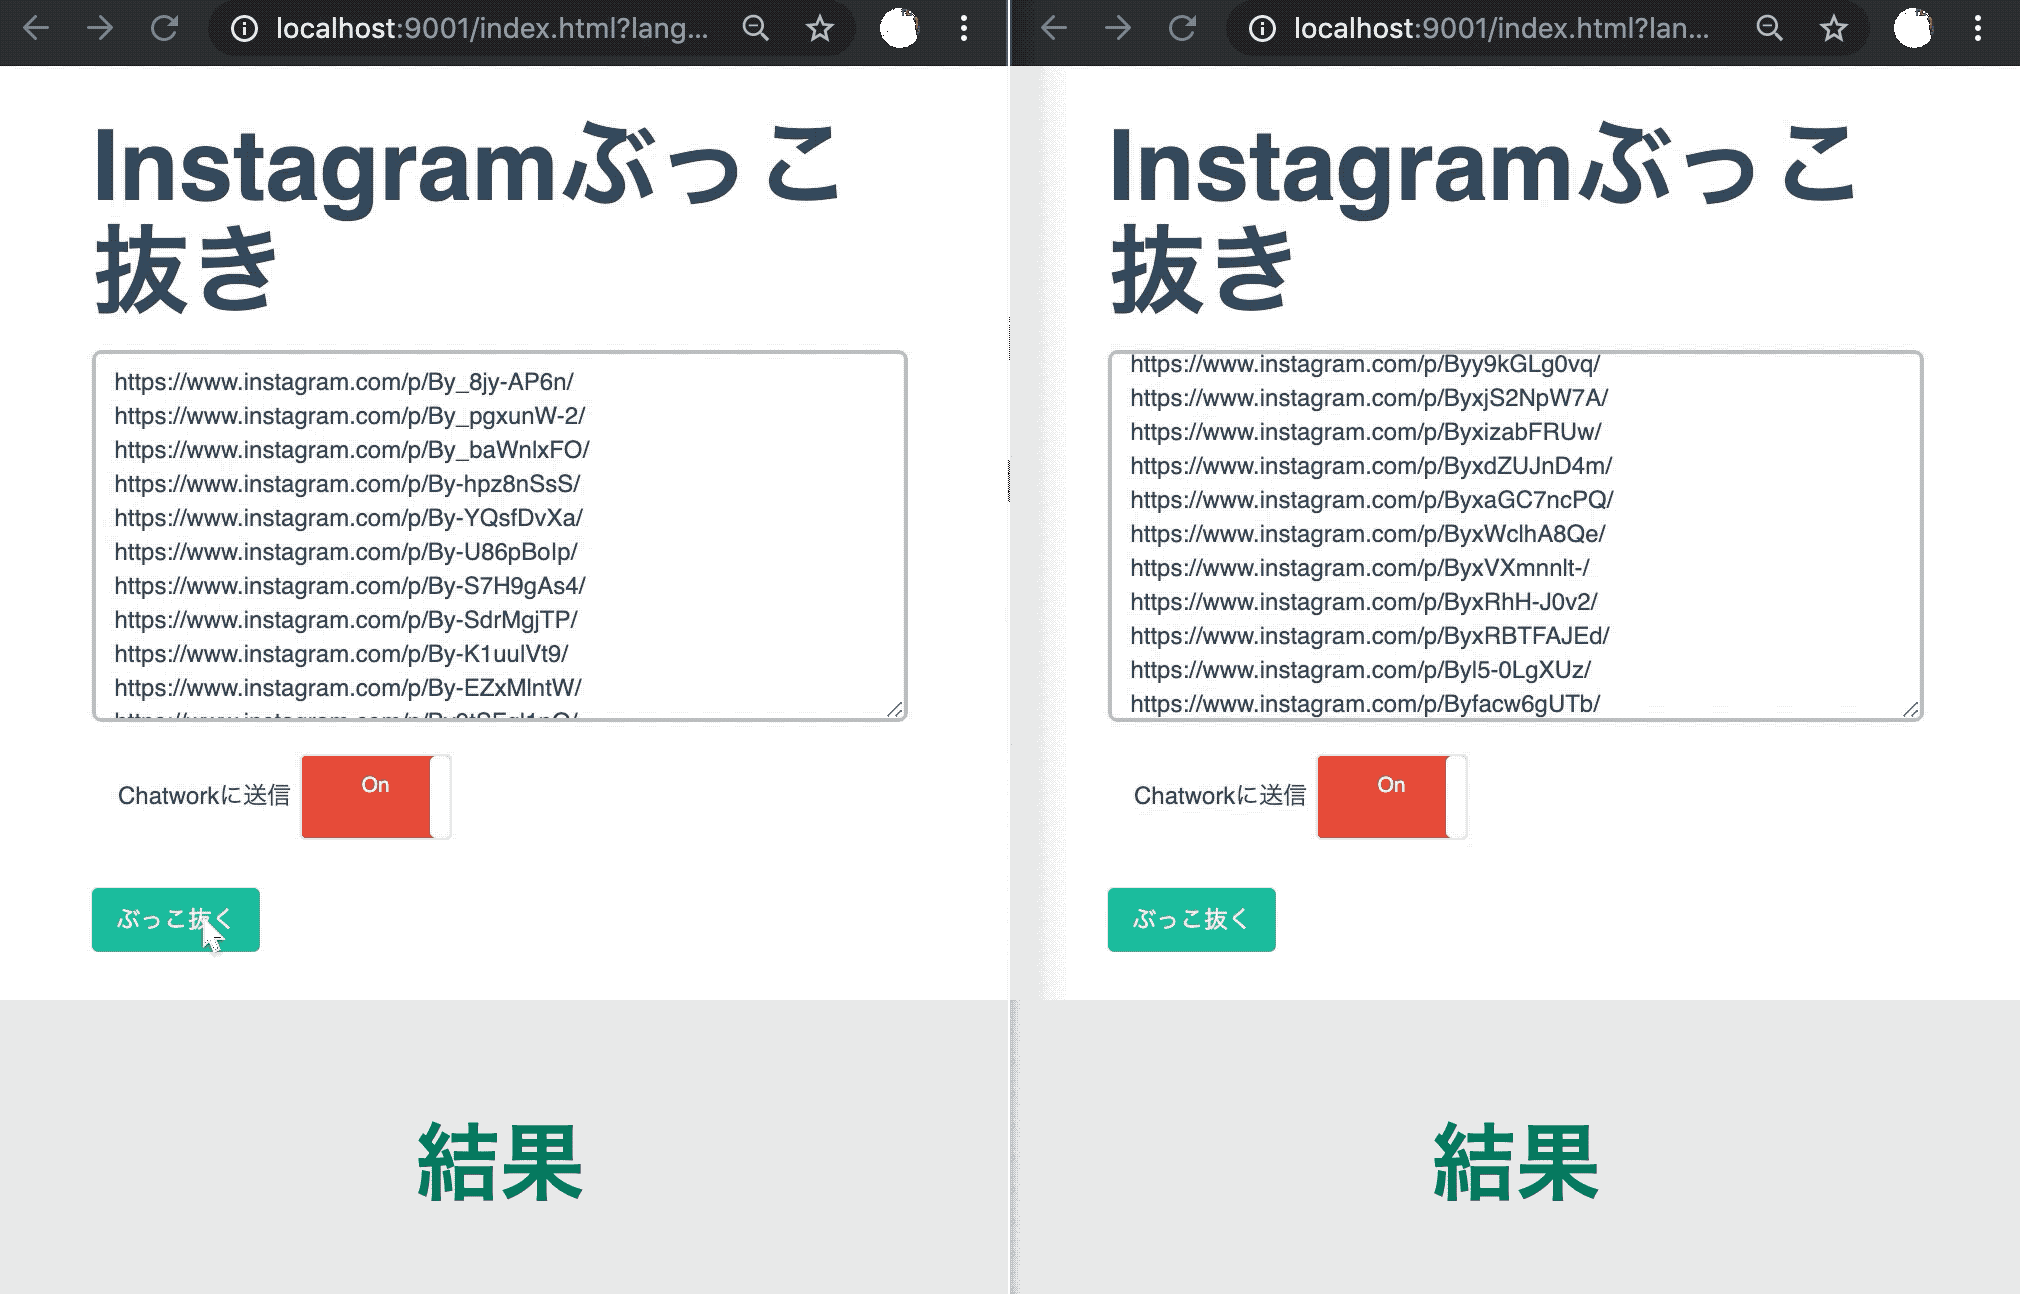 localhost:9001/index.html?lang...
Instagramぶっこ
抜き
https://www.instagram.com/p/By_8jy-AP6n/
https://www.instagram.com/p/By_pgxunW-2/
https://www.instagram.com/p/By_baWnlxFO/
https://www.instagram.com/p/By-hpz8nSsS/
https://www.instagram.com/p/By-YQsfDvXa/
https://www.instagram.com/p/By-U86pBolp/
https://www.instagram.com/p/By-S7H9gAs4/
https://www.instagram.com/p/By-SdrMgjTP/
https://www.instagram.com/p/By-K1uulVt9/
https://www.instagram.com/p/By-EZxMlntW/
Chatworkに送信 On
ぶっこ抜く
結果
localhost:9001/index.html?lan...
Instagramぶっこ
抜き
https://www.instagram.com/p/Byy9kGLg0vq/
https://www.instagram.com/p/ByxjS2NpW7A/
https://www.instagram.com/p/ByxizabFRUw/
https://www.instagram.com/p/ByxdZUJnD4m/
https://www.instagram.com/p/ByxaGC7ncPQ/
https://www.instagram.com/p/ByxWclhA8Qe/
https://www.instagram.com/p/ByxVXmnnlt-/
https://www.instagram.com/p/ByxRhH-J0v2/
https://www.instagram.com/p/ByxRBTFAJEd/
https://www.instagram.com/p/Byl5-0LgXUz/
https://www.instagram.com/p/Byfacw6gUTb/
Chatworkに送信 On
ぶっこ抜く
結果